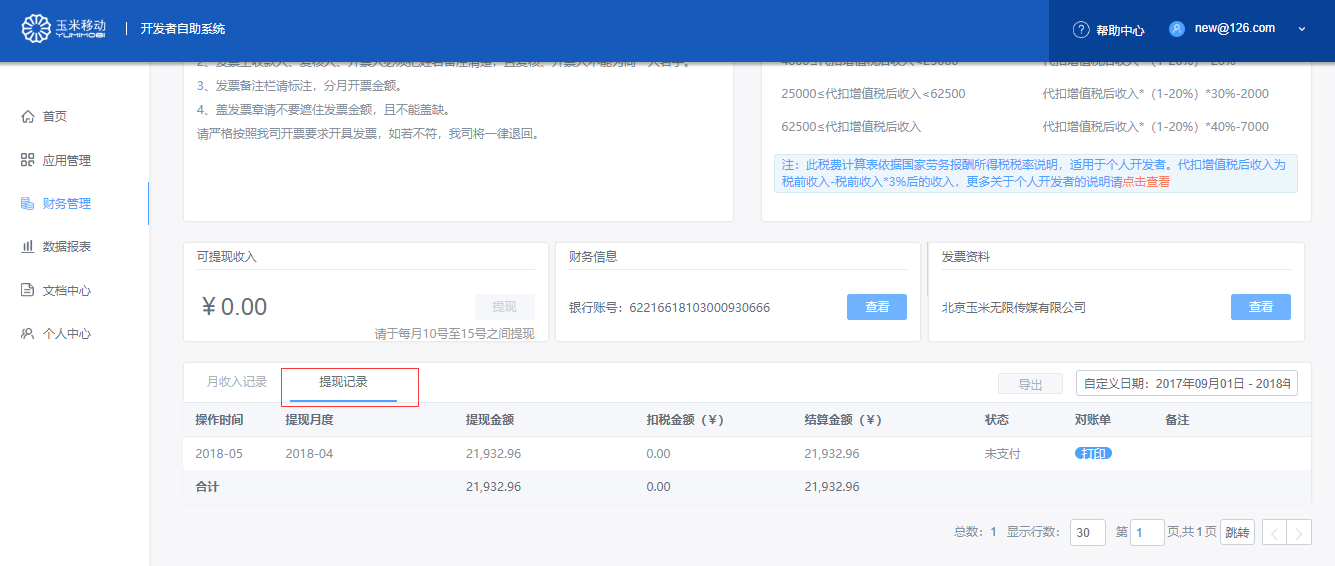 玉米移动
YUMIMOBI
开发者自助系统
帮助中心
new@126.com
首页
应用管理
财务管理
数据报表
文档中心
个人中心
3、发票备注栏请标注，分月开票金额。
4、盖发票章请不要遮住发票金额，且不能盖缺。
请严格按照我司开票要求开具发票，如若不符，我司将一律退回。
25000≤代扣增值税后收入<62500 代扣增值税后收入*（1-20%）*30%-2000
62500≤代扣增值税后收入 代扣增值税后收入*（1-20%）*40%-7000
注：此税费计算表依据国家劳务报酬所得税税率说明，适用于个人开发者。代扣增值税后收入为
税前收入-税前收入*3%后的收入，更多关于个人开发者的说明请点击查看
可提现收入
￥0.00
提现
请于每月10号至15号之间提现
财务信息
银行账号：62216618103000930666
查看
发票资料
北京玉米无限传媒有限公司
查看
月收入记录 提现记录
导出
自定义日期：2017年09月01日 - 2018年
操作时间 提现月度 提现金额 扣税金额（￥） 结算金额（￥） 状态 对账单 备注
2018-05 2018-04 21,932.96 0.00 21,932.96 未支付 打印
合计 21,932.96 0.00 21,932.96
总数：1 显示行数： 30 第 1 页,共1页 跳转